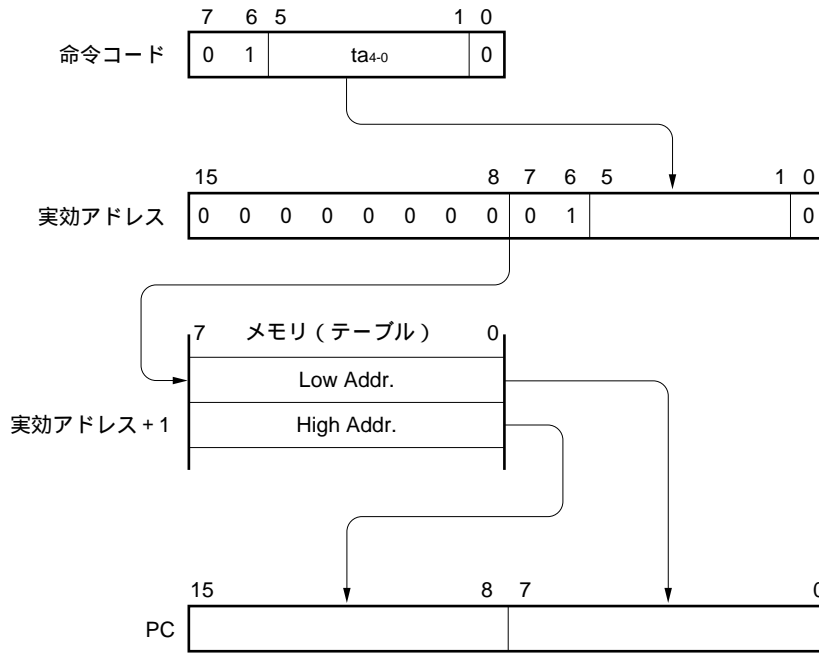 7 6 5 1 0
命令コード 0 1 ta4-0 0
15 8 7 6 5 1 0
実効アドレス 0 0 0 0 0 0 0 0 0 1 0
7 メモリ(テーブル) 0
Low Addr.
実効アドレス+1 High Addr.
15 8 7 0
PC